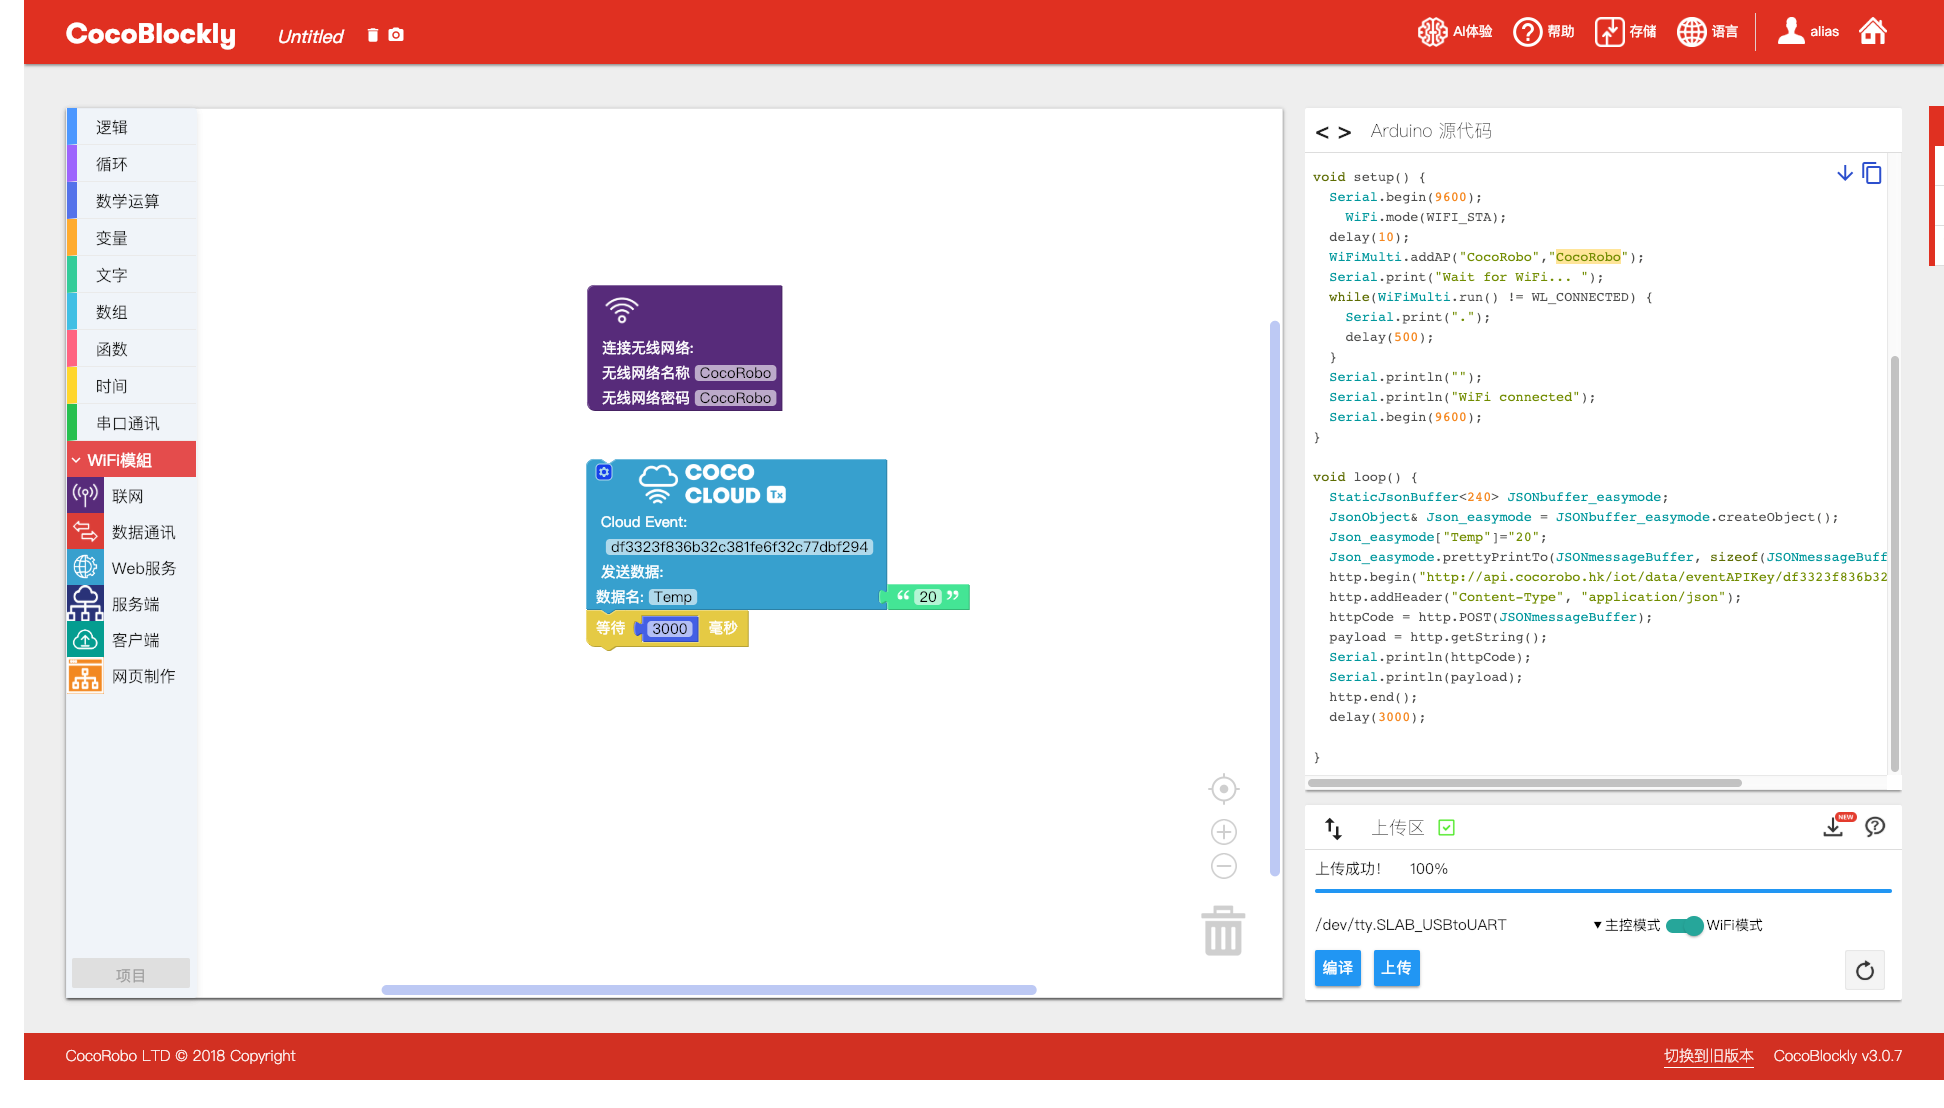 CocoBlockly
Untitled
AI体验
帮助
存储
语言
alias
逻辑
循环
数学运算
变量
文字
数组
函数
时间
串口通讯
WiFi模組
联网
数据通讯
Web服务
服务端
客户端
网页制作
项目
连接无线网络:
无线网络名称 CocoRobo
无线网络密码 CocoRobo
COCO
CLOUD Tx
Cloud Event:
df3323f836b32c381fe6f32c77dbf294
发送数据:
数据名: Temp “ 20 ”
等待 3000 毫秒
< > Arduino 源代码
void setup() {
Serial.begin(9600);
WiFi.mode(WIFI_STA);
delay(10);
WiFiMulti.addAP("CocoRobo","CocoRobo");
Serial.print("Wait for WiFi... ");
while(WiFiMulti.run() != WL_CONNECTED) {
Serial.print(".");
delay(500);
}
Serial.println("");
Serial.println("WiFi connected");
Serial.begin(9600);
}
void loop() {
StaticJsonBuffer<240> JSONbuffer_easymode;
JsonObject& Json_easymode = JSONbuffer_easymode.createObject();
Json_easymode["Temp"]="20";
Json_easymode.prettyPrintTo(JSONmessageBuffer, sizeof(JSONmessageBuff
http.begin("http://api.cocorobo.hk/iot/data/eventAPIKey/df3323f836b32
http.addHeader("Content-Type", "application/json");
httpCode = http.POST(JSONmessageBuffer);
payload = http.getString();
Serial.println(httpCode);
Serial.println(payload);
http.end();
delay(3000);
}
上传区
NEW
上传成功! 100%
/dev/tty.SLAB_USBtoUART
主控模式
WiFi模式
编译
上传
CocoRobo LTD © 2018 Copyright
切换到旧版本
CocoBlockly v3.0.7